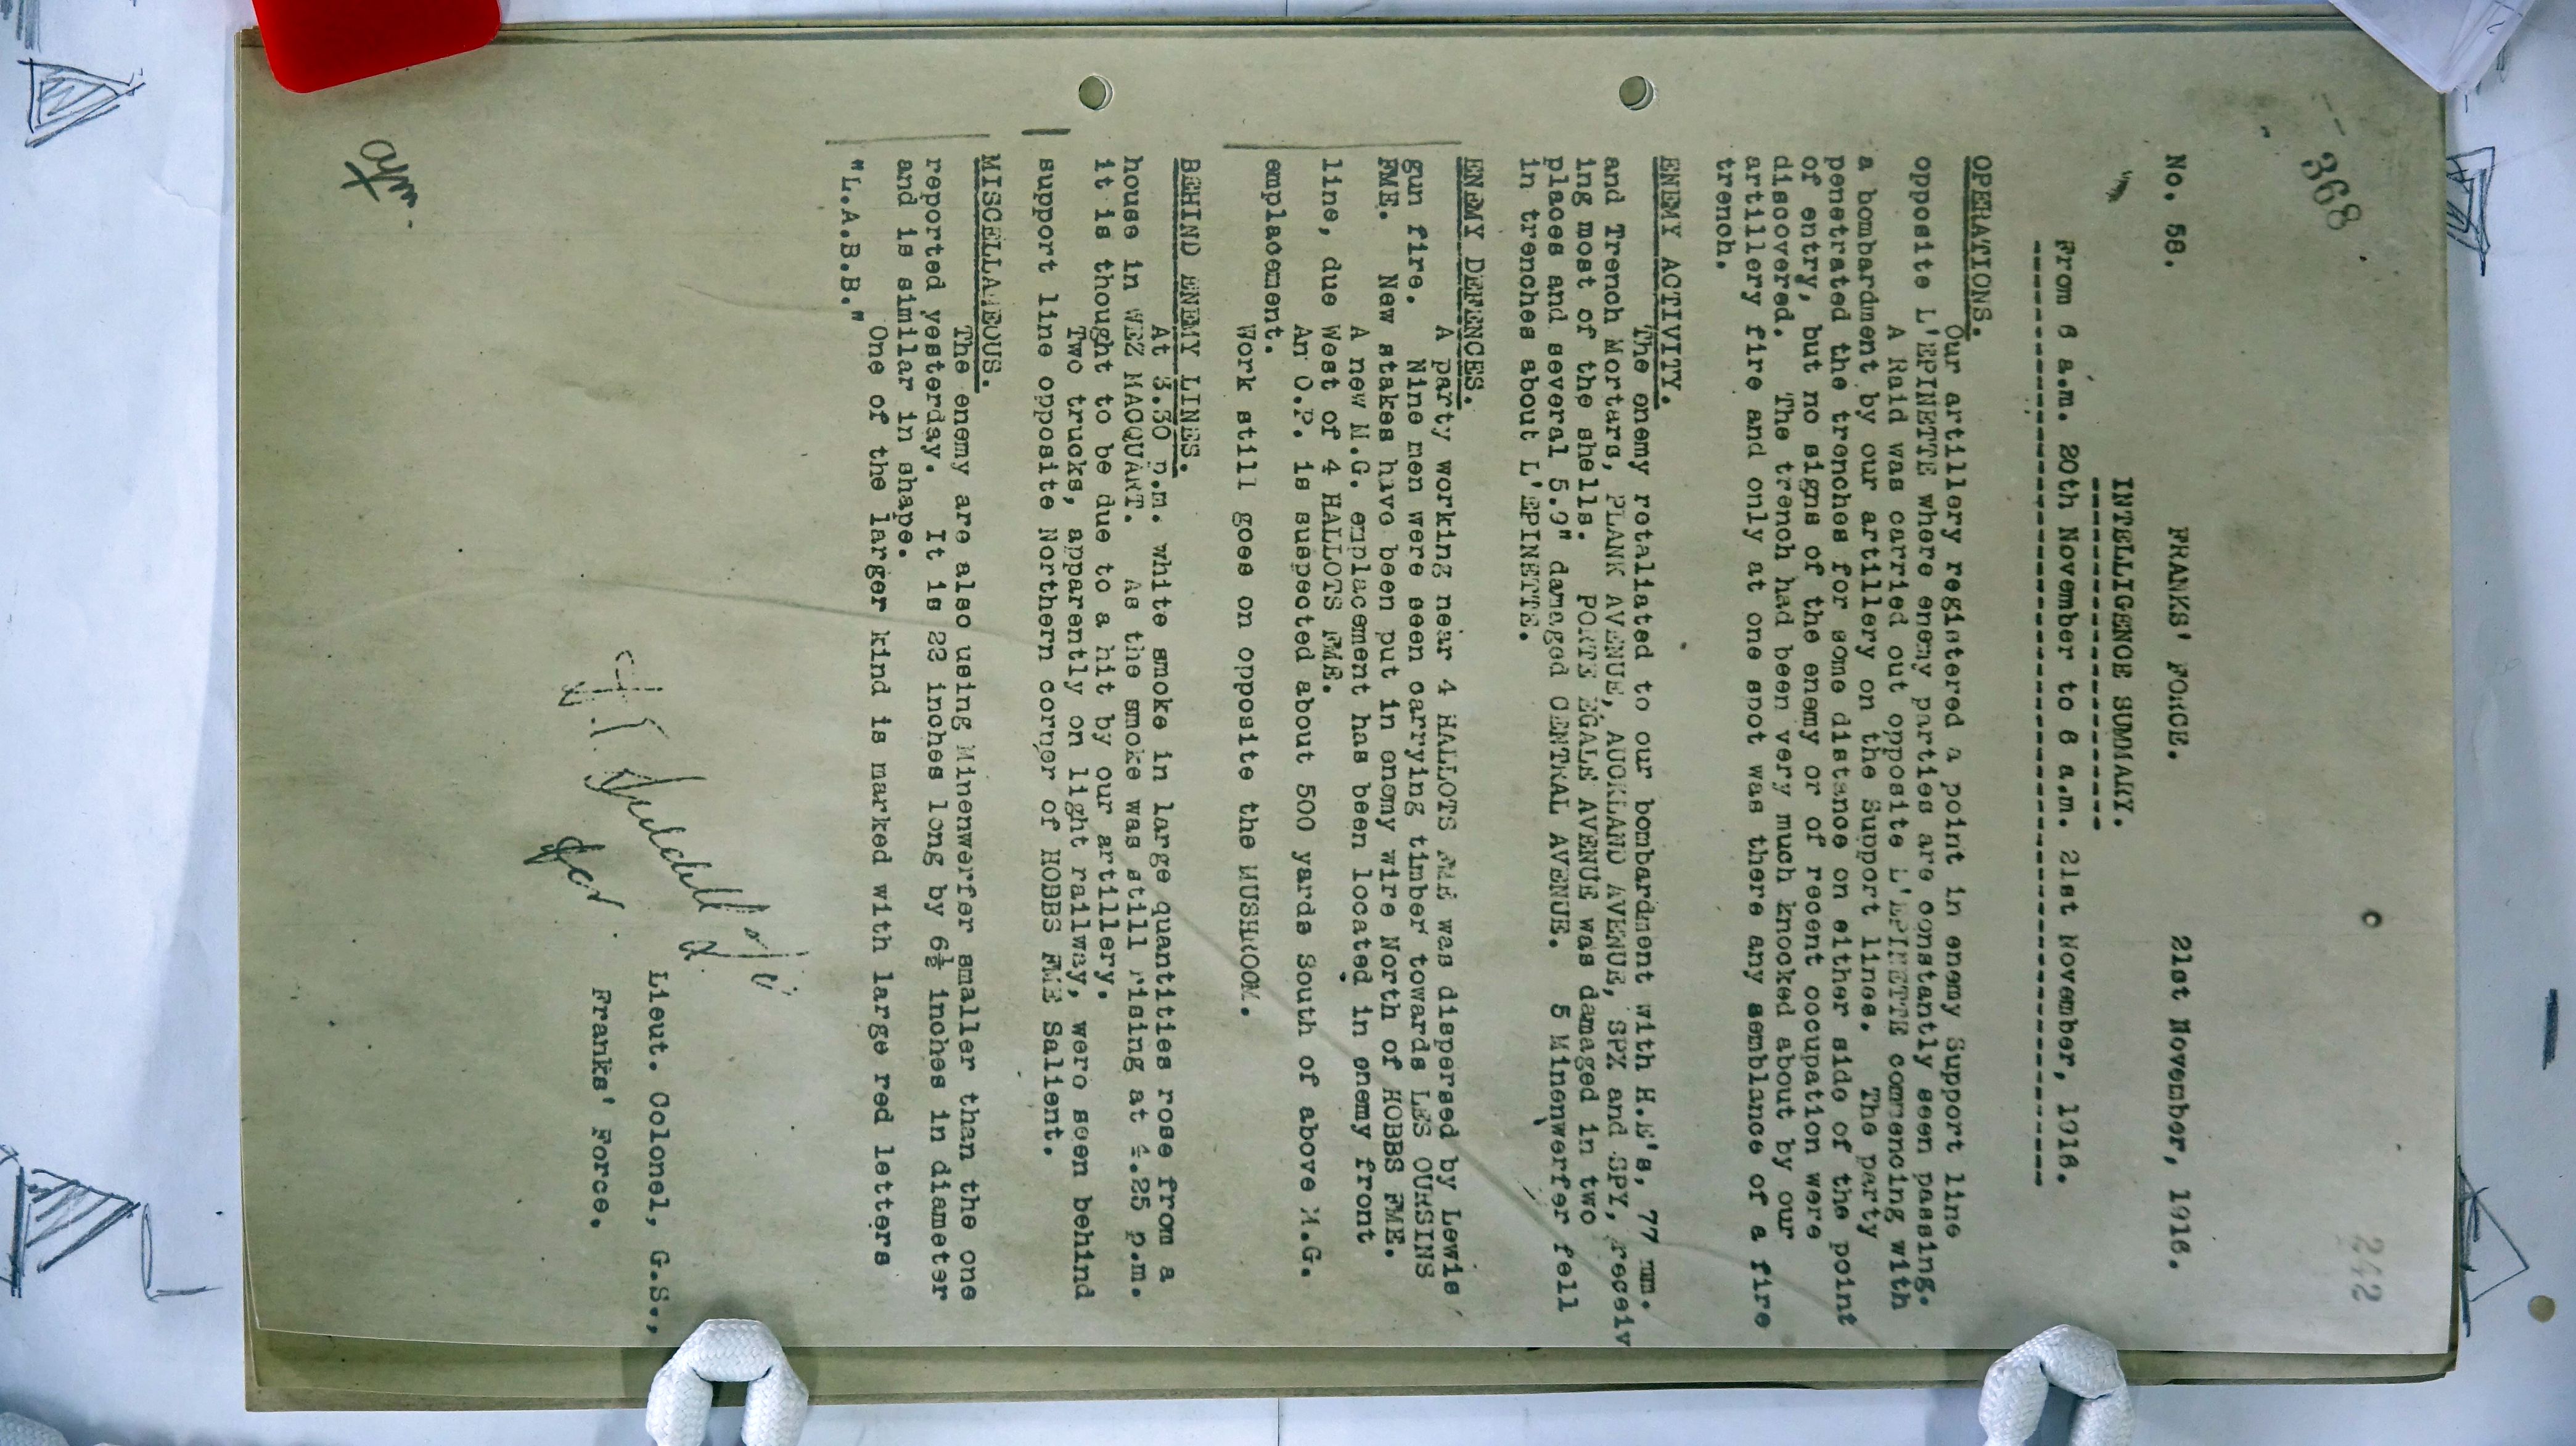 368
242
No. 58. FRANKS' FORCE. 21st November, 1916.
INTELLIGENCE SUMMARY.
From 6 a.m. 20th November to 6 a.m. 21st November, 1916.
OPERATIONS.
Our artillery registered a point in enemy Support line
opposite L'EPINETTE where enemy parties are constantly seen passing.
A Raid was carried out opposite L'EPINETTE commencing with
a bombardment by our artillery on the Support lines. The party
penetrated the trenches for some distance on either side of the point
of entry, but no signs of the enemy or of recent occupation were
discovered. The trench had been very much knocked about by our
artillery fire and only at one spot was there any semblance of a fire
trench.
ENEMY ACTIVITY.
The enemy retaliated to our bombardment with H.E's, 77 mm.
and Trench Mortars, PLANK AVENUE, AUCKLAND AVENUE, SPX and SPY, receiv
ing most of the shells. PORTE EGALE AVENUE was damaged in two
places and several 5.9" damaged CENTRAL AVENUE. 5 Minenwerfer fell
in trenches about L'EPINETTE.
ENEMY DEFENCES.
A party working near 4 HALLOTS FME was dispersed by Lewis
gun fire. Nine men were seen carrying timber towards LES OURSINS
FME. New stakes have been put in enemy wire North of HOBBS FME.
A new M.G. emplacement has been located in enemy front
line, due West of 4 HALLOTS FME.
An O.P. is suspected about 500 yards South of above M.G.
emplacement.
Work still goes on opposite the MUSHROOM.
BEHIND ENEMY LINES.
At 3.30 p.m. white smoke in large quantities rose from a
house in WEZ MACQUART. As the smoke was still rising at 4.25 p.m.
it is thought to be due to a hit by our artillery.
Two trucks, apparently on light railway, were seen behind
support line opposite Northern corner of HOBBS FME Salient.
MISCELLANEOUS.
The enemy are also using Minenwerfer smaller than the one
reported yesterday. It is 22 inches long by 6½ inches in diameter
and is similar in shape.
One of the larger kind is marked with large red letters
"L.A.B.B."
Lieut. Colonel, G.S.,
for Franks' Force.